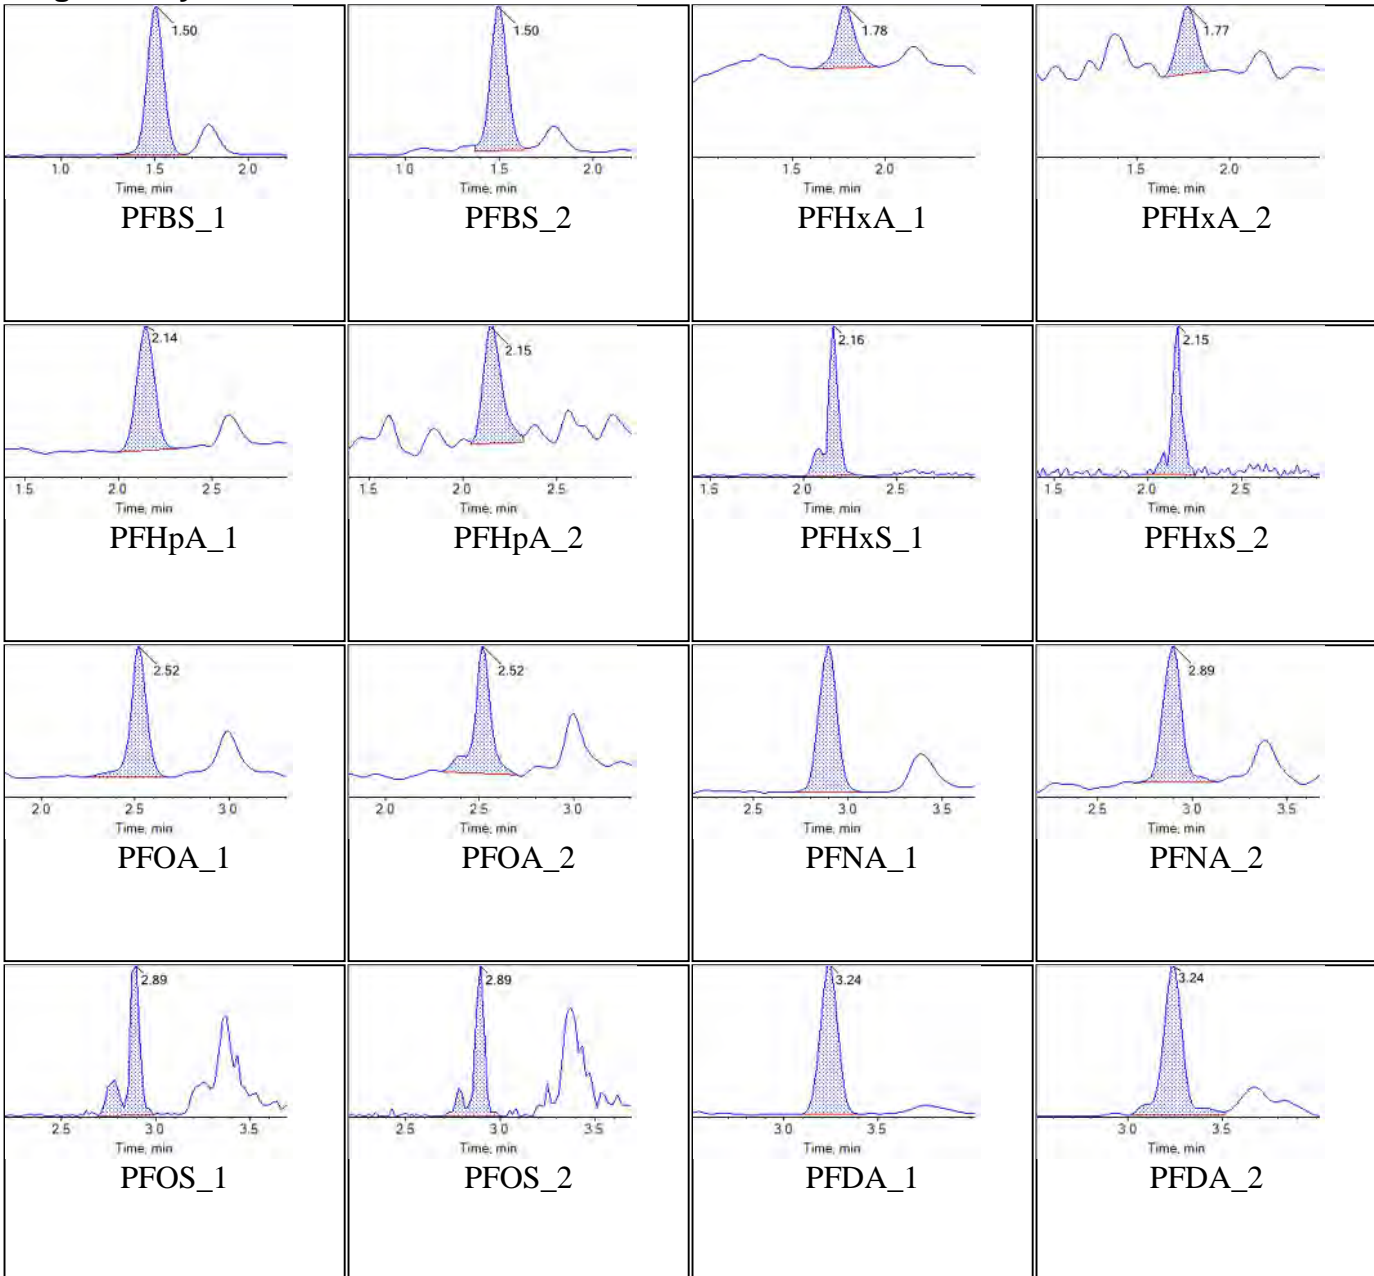 1.50 1.50 1.78 1.77
1.0 1.5 2.0 1.0 1.5 2.0 1.5 2.0 1.5 2.0
Time, min Time, min Time, min Time, min
PFBS_1 PFBS_2 PFHxA_1 PFHxA_2
2.14 2.15 2.16 2.15
1.5 2.0 2.5 1.5 2.0 2.5 1.5 2.0 2.5 1.5 2.0 2.5
Time, min Time, min Time, min Time, min
PFHpA_1 PFHpA_2 PFHxS_1 PFHxS_2
2.52 2.52 2.89
2.0 2.5 3.0 2.0 2.5 3.0 2.5 3.0 3.5 2.5 3.0 3.5
Time, min Time, min Time, min Time, min
PFOA_1 PFOA_2 PFNA_1 PFNA_2
2.89 2.89 3.24 3.24
2.5 3.0 3.5 2.5 3.0 3.5 3.0 3.5 3.0 3.5
Time, min Time, min Time, min Time, min
PFOS_1 PFOS_2 PFDA_1 PFDA_2